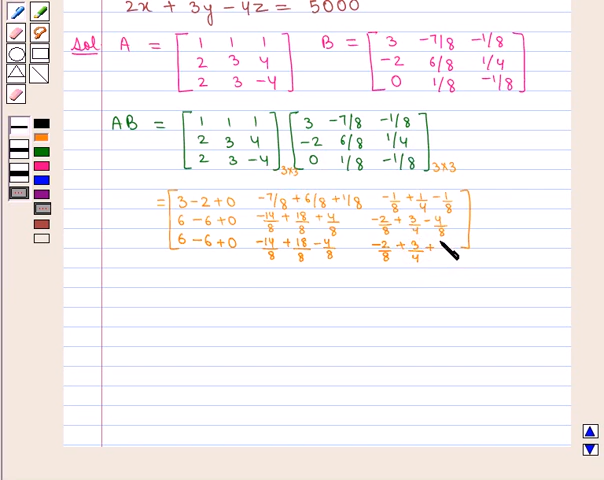 2x + 3y - 4z = 5000
Sol A = [ 1 1 1 B = [ 3 -7/8 -1/8
2 3 4 -2 6/8 1/4
2 3 -4 ] 0 1/8 -1/8 ]
AB = [ 1 1 1 [ 3 -7/8 -1/8
2 3 4 -2 6/8 1/4
2 3 -4 ]3×3 0 1/8 -1/8 ]3×3
= [ 3-2+0 -7/8+6/8+1/8 -1/8+1/4-1/8
6-6+0 -14/8+18/8+4/8 -2/8+3/4-4/8
6-6+0 -14/8+18/8-4/8 -2/8+3/4+ ]